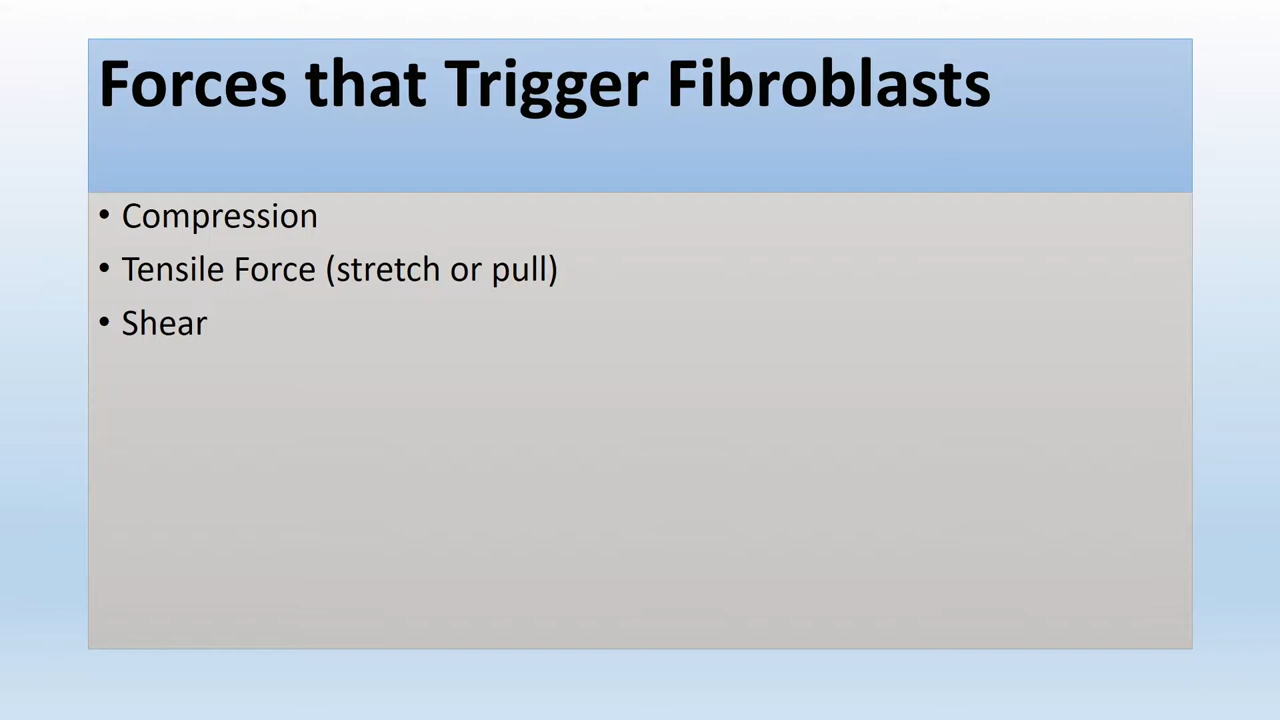 Forces that Trigger Fibroblasts
• Compression
• Tensile Force (stretch or pull)
• Shear